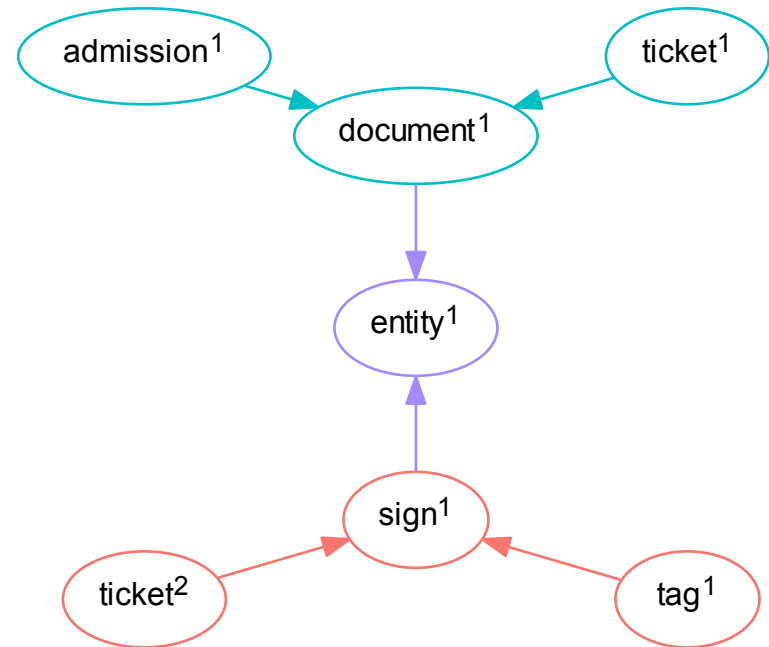 admission¹
ticket¹
document¹
entity¹
sign¹
ticket²
tag¹